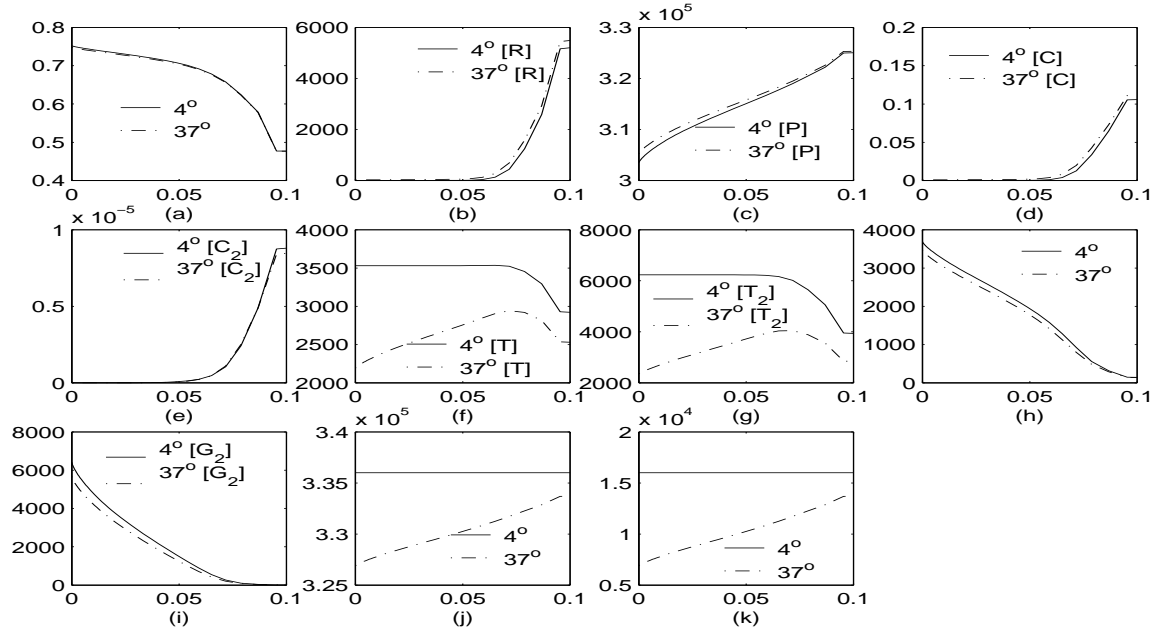 0.8
0.7
0.6
0.5
0.4
4° 
37°
0 0.05 0.1
(a)
6000
4000
2000
0
4° [R]
37° [R]
0 0.05 0.1
(b)
x 10^5
3.3
3.2
3.1
3
4° [P]
37° [P]
0 0.05 0.1
(c)
0.2
0.15
0.1
0.05
0
4° [C]
37° [C]
0 0.05 0.1
(d)
x 10^-5
1
0.5
0
4° [C_2]
37° [C_2]
0 0.05 0.1
(e)
4000
3500
3000
2500
2000
4° [T]
37° [T]
0 0.05 0.1
(f)
8000
6000
4000
2000
4° [T_2]
37° [T_2]
0 0.05 0.1
(g)
4000
3000
2000
1000
0
4°
37°
0 0.05 0.1
(h)
8000
6000
4000
2000
0
4° [G_2]
37° [G_2]
0 0.05 0.1
(i)
x 10^5
3.4
3.35
3.3
3.25
4°
37°
0 0.05 0.1
(j)
x 10^4
2
1.5
1
0.5
4°
37°
0 0.05 0.1
(k)